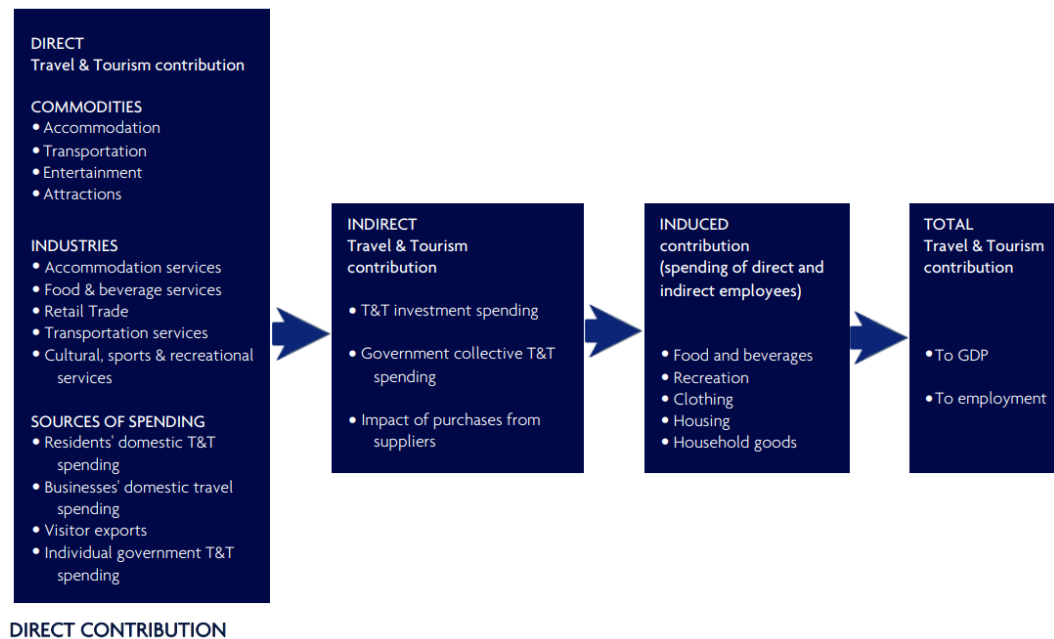 DIRECT
Travel & Tourism contribution
COMMODITIES
• Accommodation
• Transportation
• Entertainment
• Attractions
INDUSTRIES
• Accommodation services
• Food & beverage services
• Retail Trade
• Transportation services
• Cultural, sports & recreational
services
SOURCES OF SPENDING
• Residents' domestic T&T
spending
• Businesses' domestic travel
spending
• Visitor exports
• Individual government T&T
spending
INDIRECT
Travel & Tourism
contribution
• T&T investment spending
• Government collective T&T
spending
• Impact of purchases from
suppliers
INDUCED
contribution
(spending of direct and
indirect employees)
• Food and beverages
• Recreation
• Clothing
• Housing
• Household goods
TOTAL
Travel & Tourism
contribution
• To GDP
• To employment
DIRECT CONTRIBUTION